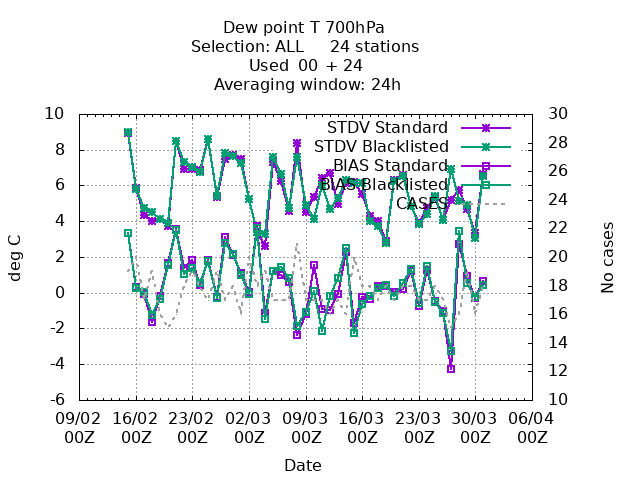 Dew point T 700hPa
Selection: ALL 24 stations
Used 00 + 24
Averaging window: 24h
STDV Standard
STDV Blacklisted
BIAS Standard
BIAS Blacklisted
CASES
10
8
6
4
2
0
-2
-4
-6
deg C
30
28
26
24
22
20
18
16
14
12
10
No cases
09/02 16/02 23/02 02/03 09/03 16/03 23/03 30/03 06/04
00Z 00Z 00Z 00Z 00Z 00Z 00Z 00Z 00Z
Date